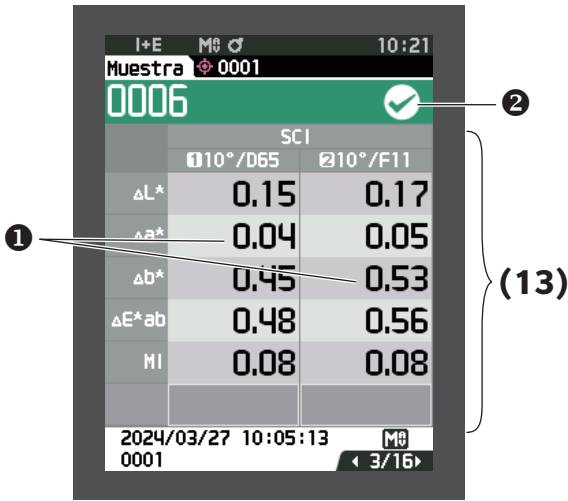 I+E M 10:21
Muestra 0001
0006
SCI
1 10°/D65 2 10°/F11
ΔL* 0.15 0.17
Δa* 0.04 0.05
Δb* 0.45 0.53
ΔE*ab 0.48 0.56
MI 0.08 0.08
2024/03/27 10:05:13 M
0001 3/16
❶
❷
(13)